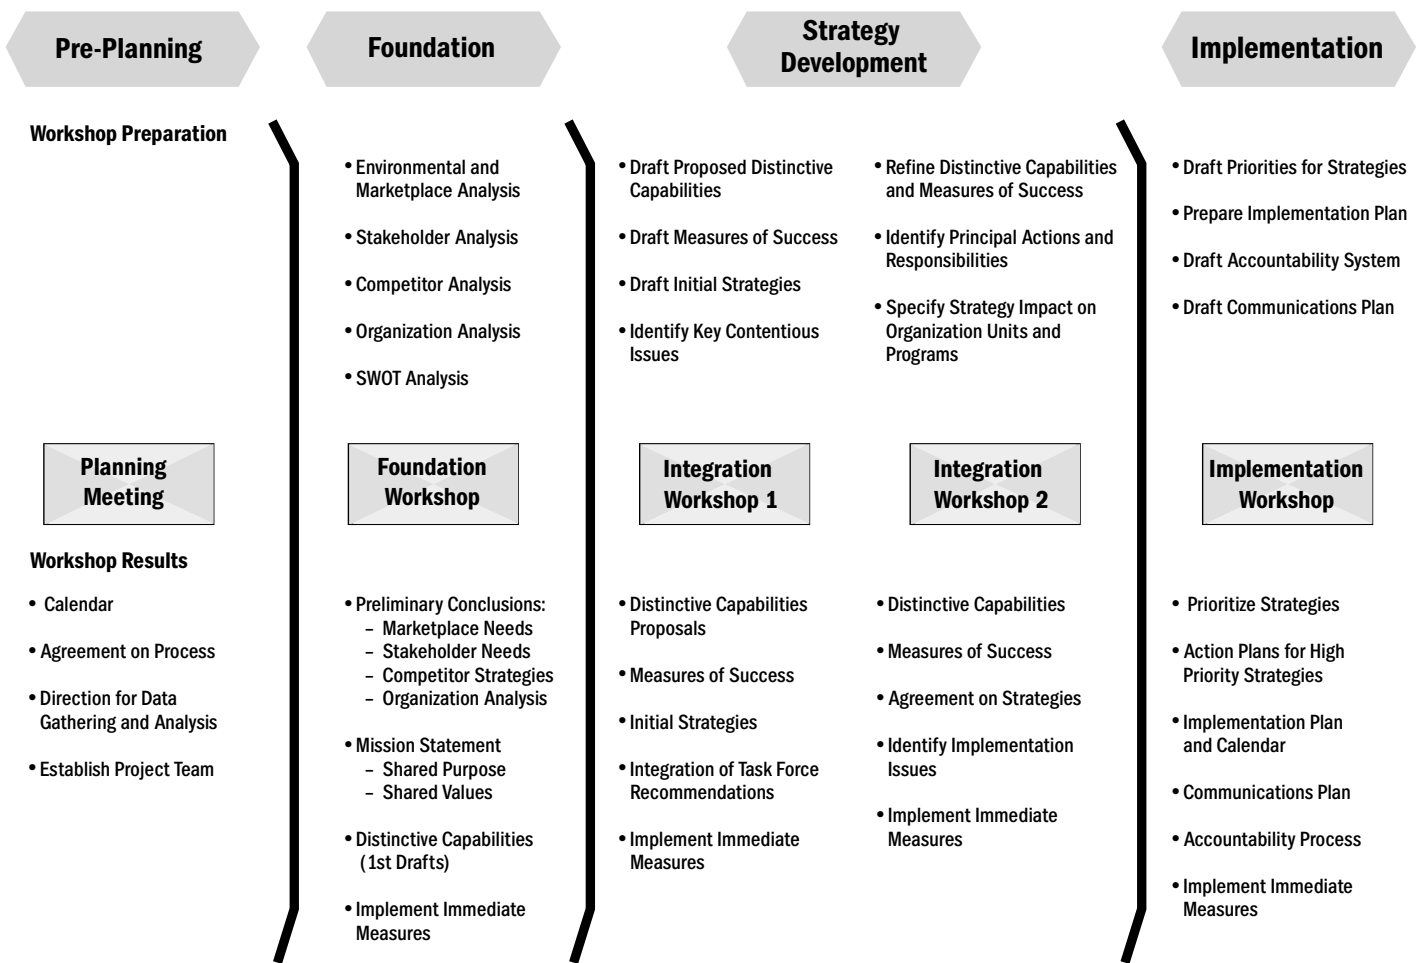 Pre-Planning
Foundation
Strategy
Development
Implementation
Workshop Preparation
• Environmental and
Marketplace Analysis
• Stakeholder Analysis
• Competitor Analysis
• Organization Analysis
• SWOT Analysis
• Draft Proposed Distinctive
Capabilities
• Draft Measures of Success
• Draft Initial Strategies
• Identify Key Contentious
Issues
• Refine Distinctive Capabilities
and Measures of Success
• Identify Principal Actions and
Responsibilities
• Specify Strategy Impact on
Organization Units and
Programs
• Draft Priorities for Strategies
• Prepare Implementation Plan
• Draft Accountability System
• Draft Communications Plan
Planning
Meeting
Foundation
Workshop
Integration
Workshop 1
Integration
Workshop 2
Implementation
Workshop
Workshop Results
• Calendar
• Agreement on Process
• Direction for Data
Gathering and Analysis
• Establish Project Team
• Preliminary Conclusions:
– Marketplace Needs
– Stakeholder Needs
– Competitor Strategies
– Organization Analysis
• Mission Statement
– Shared Purpose
– Shared Values
• Distinctive Capabilities
(1st Drafts)
• Implement Immediate
Measures
• Distinctive Capabilities
Proposals
• Measures of Success
• Initial Strategies
• Integration of Task Force
Recommendations
• Implement Immediate
Measures
• Distinctive Capabilities
• Measures of Success
• Agreement on Strategies
• Identify Implementation
Issues
• Implement Immediate
Measures
• Prioritize Strategies
• Action Plans for High
Priority Strategies
• Implementation Plan
and Calendar
• Communications Plan
• Accountability Process
• Implement Immediate
Measures